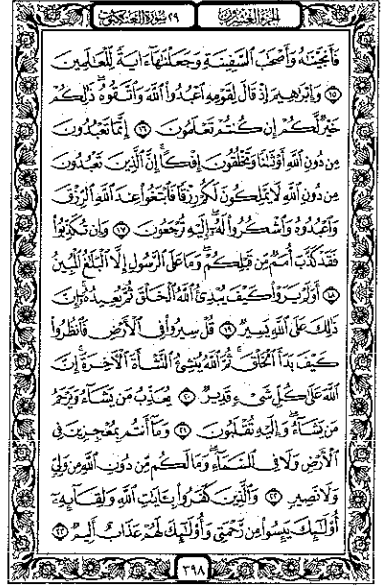 سورة العنكبوت ٢٩ الجزء العشرون
فَأَنجَيْنَٰهُ وَأَصْحَٰبَ ٱلسَّفِينَةِ وَجَعَلْنَٰهَآ ءَايَةً لِّلْعَٰلَمِينَ
١٥ وَإِبْرَٰهِيمَ إِذْ قَالَ لِقَوْمِهِ ٱعْبُدُوا۟ ٱللَّهَ وَٱتَّقُوهُ ۖ ذَٰلِكُمْ
خَيْرٌ لَّكُمْ إِن كُنتُمْ تَعْلَمُونَ ١٦ إِنَّمَا تَعْبُدُونَ
مِن دُونِ ٱللَّهِ أَوْثَٰنًا وَتَخْلُقُونَ إِفْكًا ۚ إِنَّ ٱلَّذِينَ تَعْبُدُونَ
مِن دُونِ ٱللَّهِ لَا يَمْلِكُونَ لَكُمْ رِزْقًا فَٱبْتَغُوا۟ عِندَ ٱللَّهِ ٱلرِّزْقَ
وَٱعْبُدُوهُ وَٱشْكُرُوا۟ لَهُۥٓ ۖ إِلَيْهِ تُرْجَعُونَ ١٧ وَإِن تُكَذِّبُوا۟
فَقَدْ كَذَّبَ أُمَمٌ مِّن قَبْلِكُمْ ۖ وَمَا عَلَى ٱلرَّسُولِ إِلَّا ٱلْبَلَٰغُ ٱلْمُبِينُ
١٨ أَوَلَمْ يَرَوْا۟ كَيْفَ يُبْدِئُ ٱللَّهُ ٱلْخَلْقَ ثُمَّ يُعِيدُهُۥٓ ۚ إِنَّ
ذَٰلِكَ عَلَى ٱللَّهِ يَسِيرٌ ١٩ قُلْ سِيرُوا۟ فِى ٱلْأَرْضِ فَٱنظُرُوا۟
كَيْفَ بَدَأَ ٱلْخَلْقَ ۚ ثُمَّ ٱللَّهُ يُنشِئُ ٱلنَّشْأَةَ ٱلْءَاخِرَةَ ۚ إِنَّ
ٱللَّهَ عَلَىٰ كُلِّ شَىْءٍ قَدِيرٌ ٢٠ يُعَذِّبُ مَن يَشَآءُ وَيَرْحَمُ
مَن يَشَآءُ ۖ وَإِلَيْهِ تُقْلَبُونَ ٢١ وَمَآ أَنتُم بِمُعْجِزِينَ فِى
ٱلْأَرْضِ وَلَا فِى ٱلسَّمَآءِ ۖ وَمَا لَكُم مِّن دُونِ ٱللَّهِ مِن وَلِىٍّ
وَلَا نَصِيرٍ ٢٢ وَٱلَّذِينَ كَفَرُوا۟ بِـَٔايَٰتِ ٱللَّهِ وَلِقَآئِهِۦٓ
أُو۟لَٰٓئِكَ يَئِسُوا۟ مِن رَّحْمَتِى وَأُو۟لَٰٓئِكَ لَهُمْ عَذَابٌ أَلِيمٌ ٢٣
٣٩٨